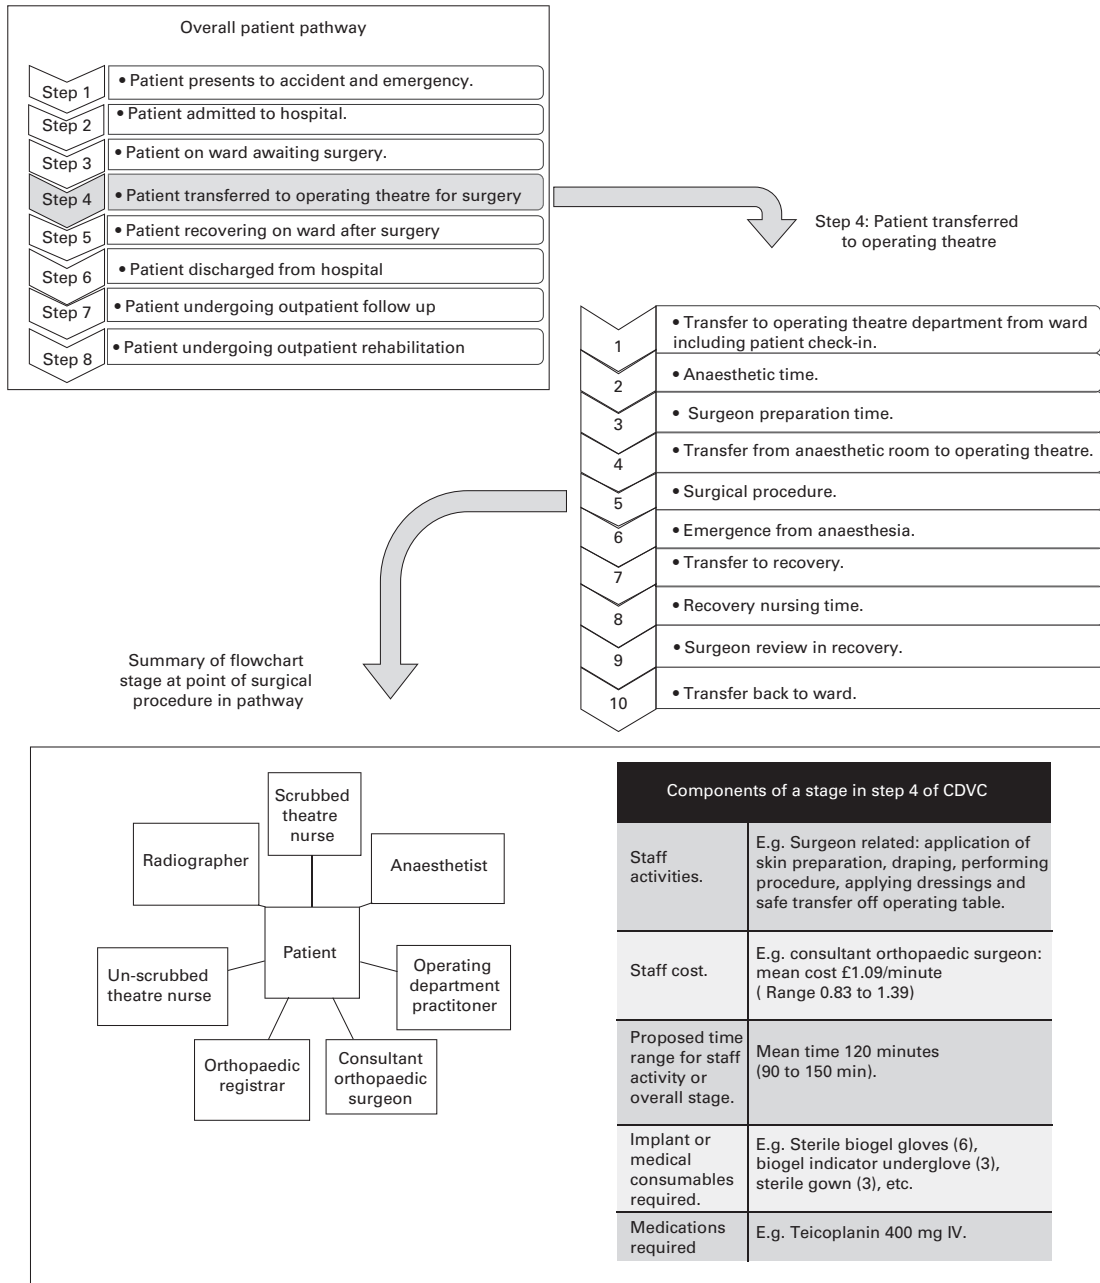 Overall patient pathway
Step 1
• Patient presents to accident and emergency.
Step 2
• Patient admitted to hospital.
Step 3
• Patient on ward awaiting surgery.
Step 4
• Patient transferred to operating theatre for surgery
Step 5
• Patient recovering on ward after surgery
Step 6
• Patient discharged from hospital
Step 7
• Patient undergoing outpatient follow up
Step 8
• Patient undergoing outpatient rehabilitation
Step 4: Patient transferred
to operating theatre
1
• Transfer to operating theatre department from ward
including patient check-in.
2
• Anaesthetic time.
3
• Surgeon preparation time.
4
• Transfer from anaesthetic room to operating theatre.
5
• Surgical procedure.
6
• Emergence from anaesthesia.
7
• Transfer to recovery.
8
• Recovery nursing time.
9
• Surgeon review in recovery.
10
• Transfer back to ward.
Summary of flowchart
stage at point of surgical
procedure in pathway
Scrubbed
theatre
nurse
Radiographer
Anaesthetist
Patient
Un-scrubbed
theatre nurse
Operating
department
practitoner
Orthopaedic
registrar
Consultant
orthopaedic
surgeon
Components of a stage in step 4 of CDVC
Staff
activities.
E.g. Surgeon related: application of
skin preparation, draping, performing
procedure, applying dressings and
safe transfer off operating table.
Staff cost.
E.g. consultant orthopaedic surgeon:
mean cost £1.09/minute
( Range 0.83 to 1.39)
Proposed time
range for staff
activity or
overall stage.
Mean time 120 minutes
(90 to 150 min).
Implant or
medical
consumables
required.
E.g. Sterile biogel gloves (6),
biogel indicator underglove (3),
sterile gown (3), etc.
Medications
required
E.g. Teicoplanin 400 mg IV.